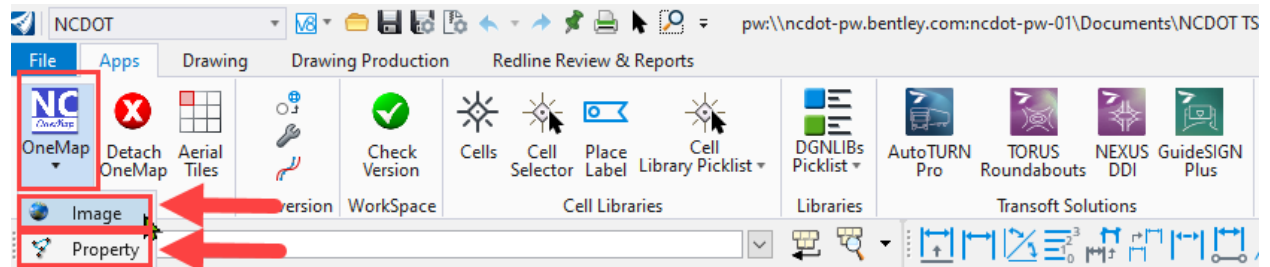 NCDOT V8 pw:\\ncdot-pw.bentley.com:ncdot-pw-01\Documents\NCDOT TS
File Apps Drawing Drawing Production Redline Review & Reports
NC
OneMap
OneMap Detach OneMap Aerial Tiles Check Version Cells Cell Selector Place Label Cell Library Picklist DGNLIBs Picklist AutoTURN Pro TORUS Roundabouts NEXUS DDI GuideSIGN Plus
Image version WorkSpace Cell Libraries Libraries Transoft Solutions
Property